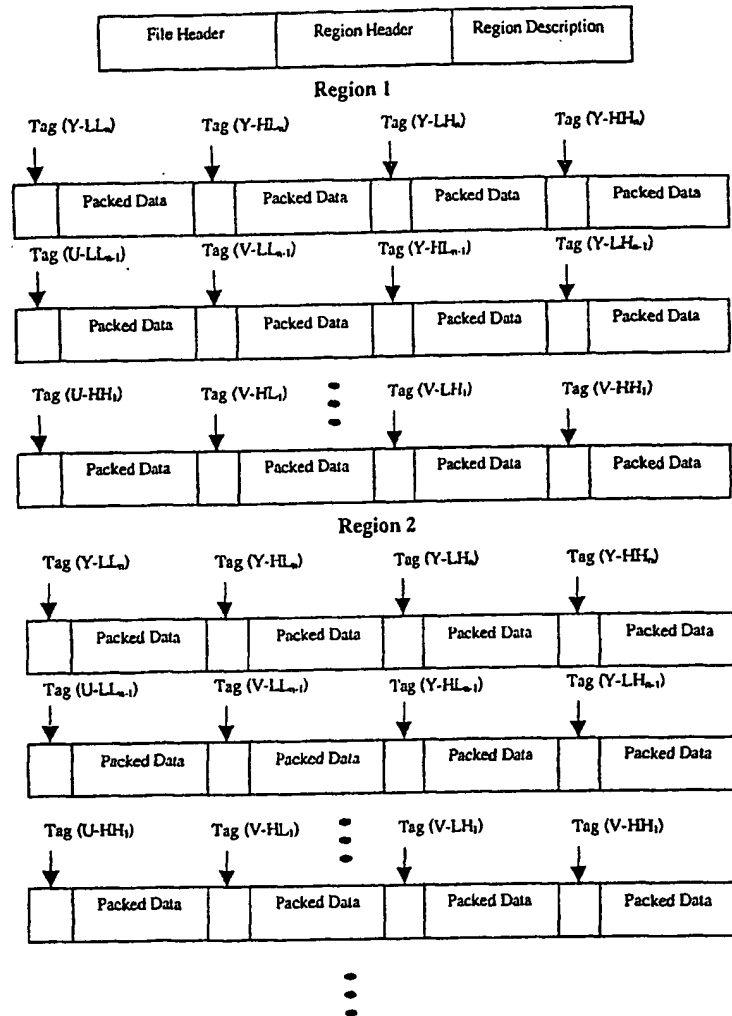 File Header Region Header Region Description
Region 1
Tag (Y-LLₙ) Tag (Y-HLₙ) Tag (Y-LHₙ) Tag (Y-HHₙ)
Packed Data Packed Data Packed Data Packed Data
Tag (U-LLₙ₋₁) Tag (V-LLₙ₋₁) Tag (Y-HLₙ₋₁) Tag (Y-LHₙ₋₁)
Packed Data Packed Data Packed Data Packed Data
Tag (U-HH₁) Tag (V-HL₁) Tag (V-LH₁) Tag (V-HH₁)
Packed Data Packed Data Packed Data Packed Data
Region 2
Tag (Y-LLₙ) Tag (Y-HLₙ) Tag (Y-LHₙ) Tag (Y-HHₙ)
Packed Data Packed Data Packed Data Packed Data
Tag (U-LLₙ₋₁) Tag (V-LLₙ₋₁) Tag (Y-HLₙ₋₁) Tag (Y-LHₙ₋₁)
Packed Data Packed Data Packed Data Packed Data
Tag (U-HH₁) Tag (V-HL₁) Tag (V-LH₁) Tag (V-HH₁)
Packed Data Packed Data Packed Data Packed Data